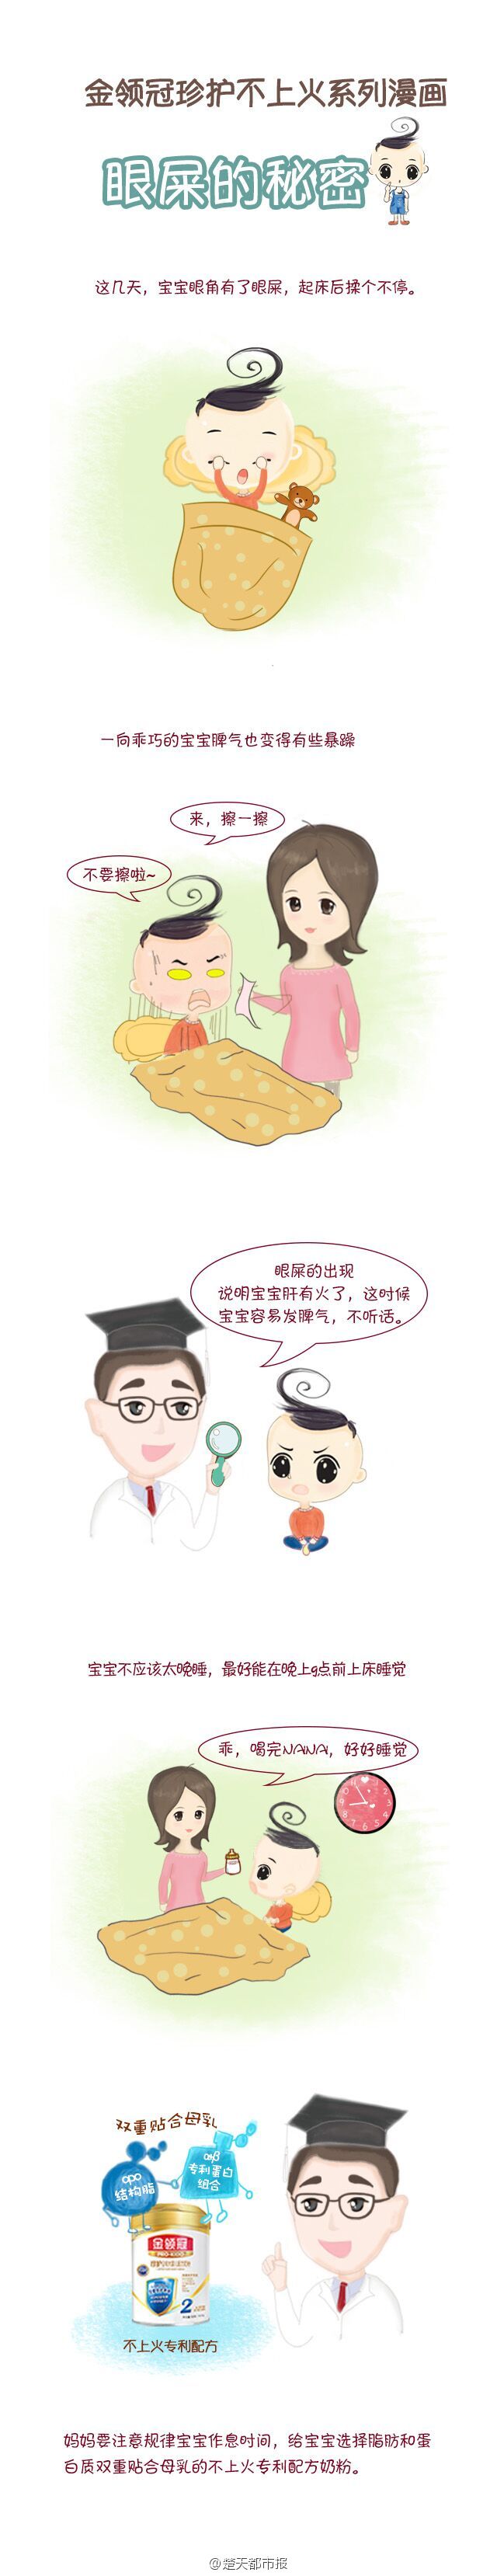 金领冠珍护不上火系列漫画
眼屎的秘密
这几天，宝宝眼角有了眼屎，起床后揉个不停。
一向乖巧的宝宝脾气也变得有些暴躁
来，擦一擦
不要擦啦~
眼屎的出现
说明宝宝肝有火了，这时候
宝宝容易发脾气，不听话。
宝宝不应该太晚睡，最好能在晚上9点前上床睡觉
乖，喝完NAiNAi，好好睡觉
双重贴合母乳
αβ
专利蛋白
组合
OPO
结构脂
金领冠
PRO-KIDO
2
不上火专利配方
妈妈要注意规律宝宝作息时间，给宝宝选择脂肪和蛋
白质双重贴合母乳的不上火专利配方奶粉。
@楚天都市报